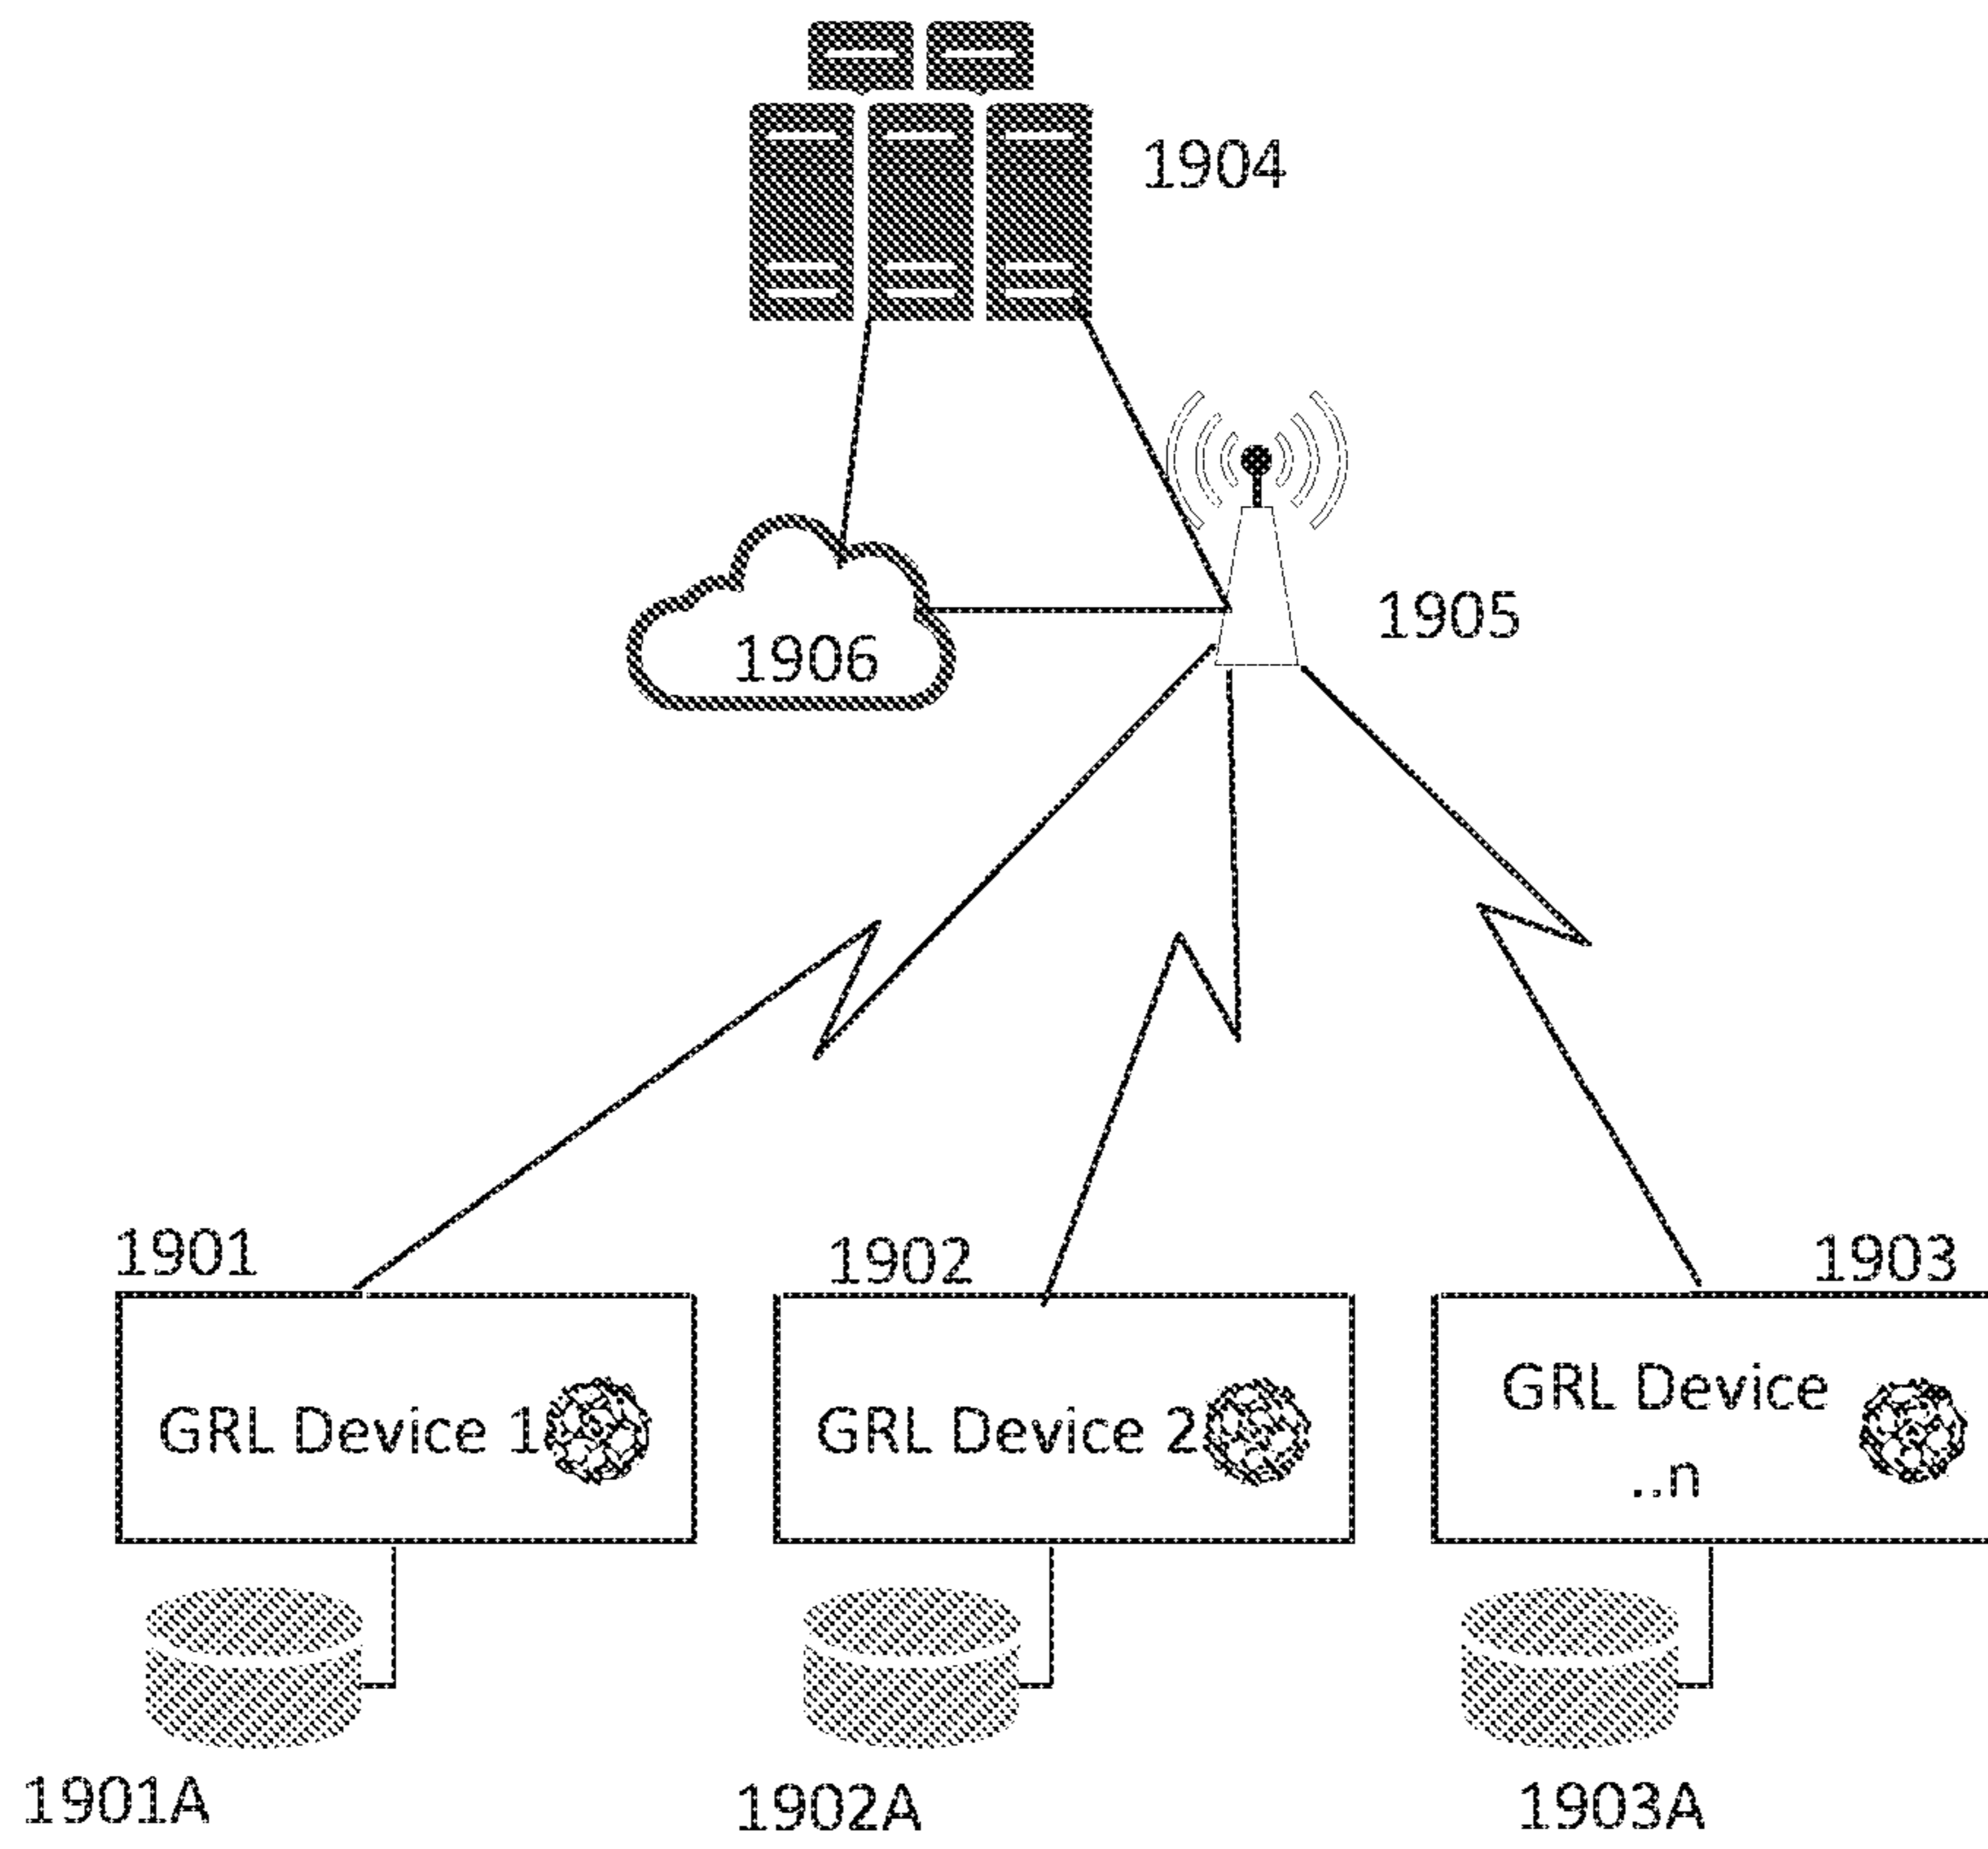 1904
1905
1906
1901
1902
1903
GRL Device 1
GRL Device 2
GRL Device
..n
1901A
1902A
1903A